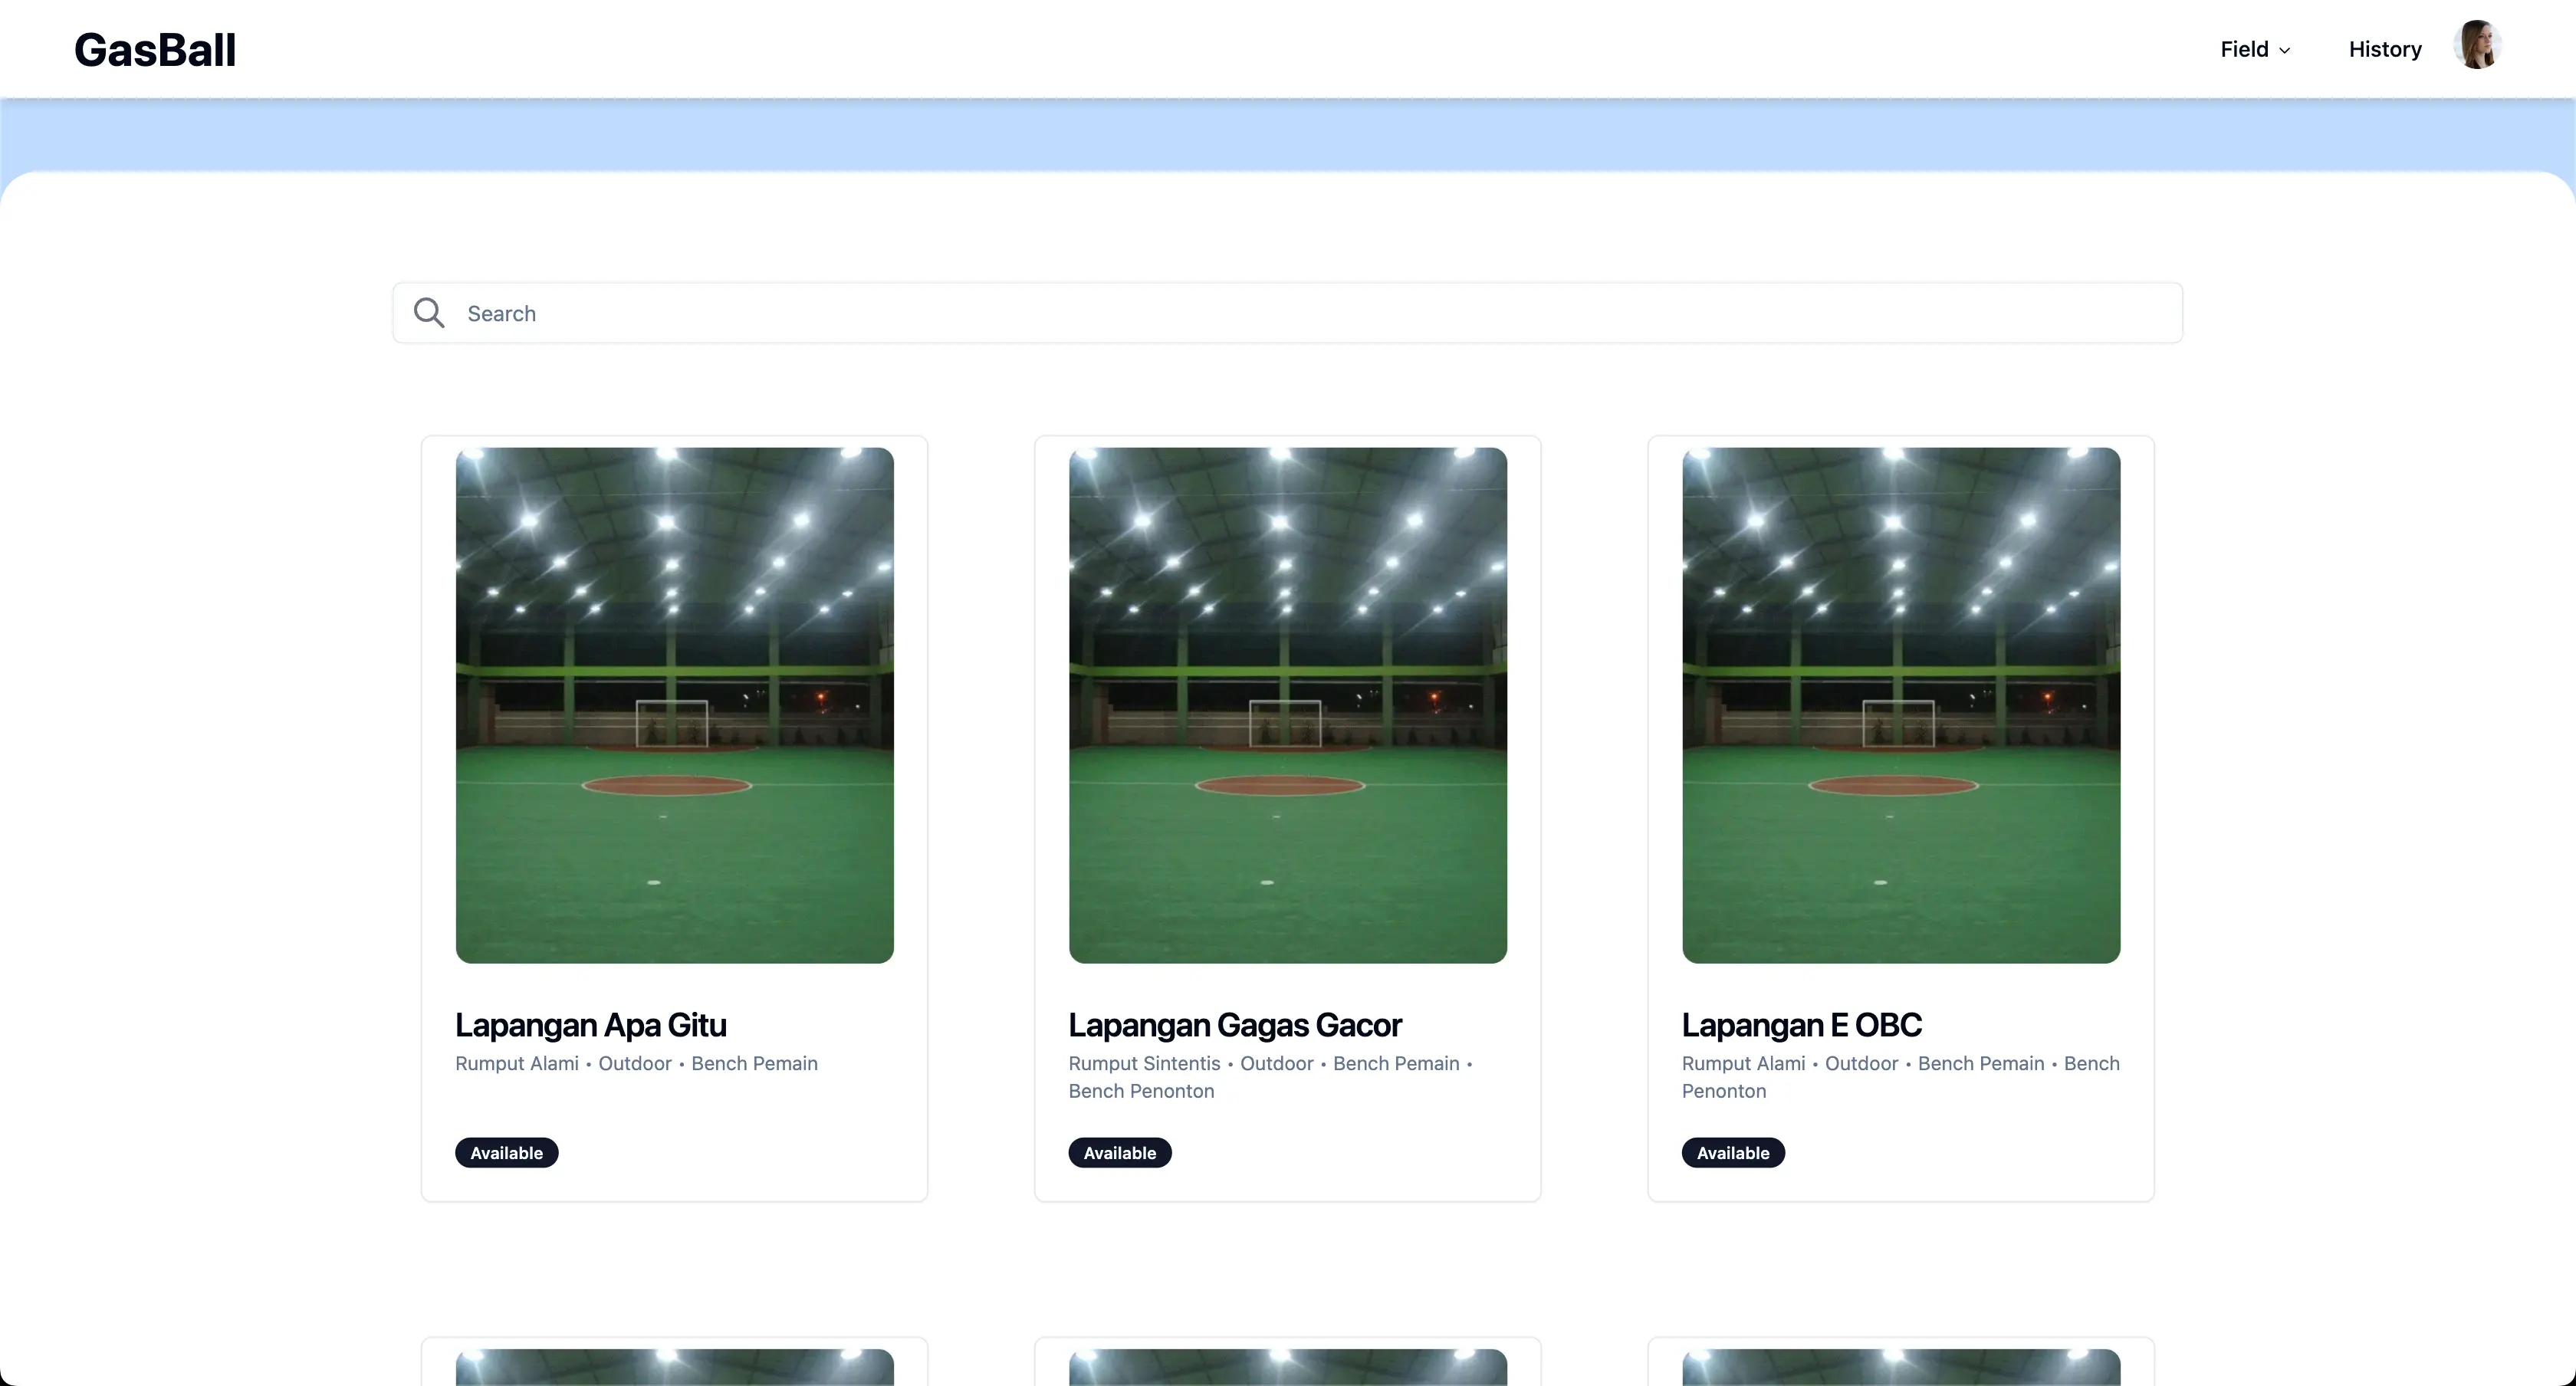 GasBall
Field
History
Search
Lapangan Apa Gitu
Rumput Alami • Outdoor • Bench Pemain
Available
Lapangan Gagas Gacor
Rumput Sintentis • Outdoor • Bench Pemain •
Bench Penonton
Available
Lapangan E OBC
Rumput Alami • Outdoor • Bench Pemain • Bench
Penonton
Available